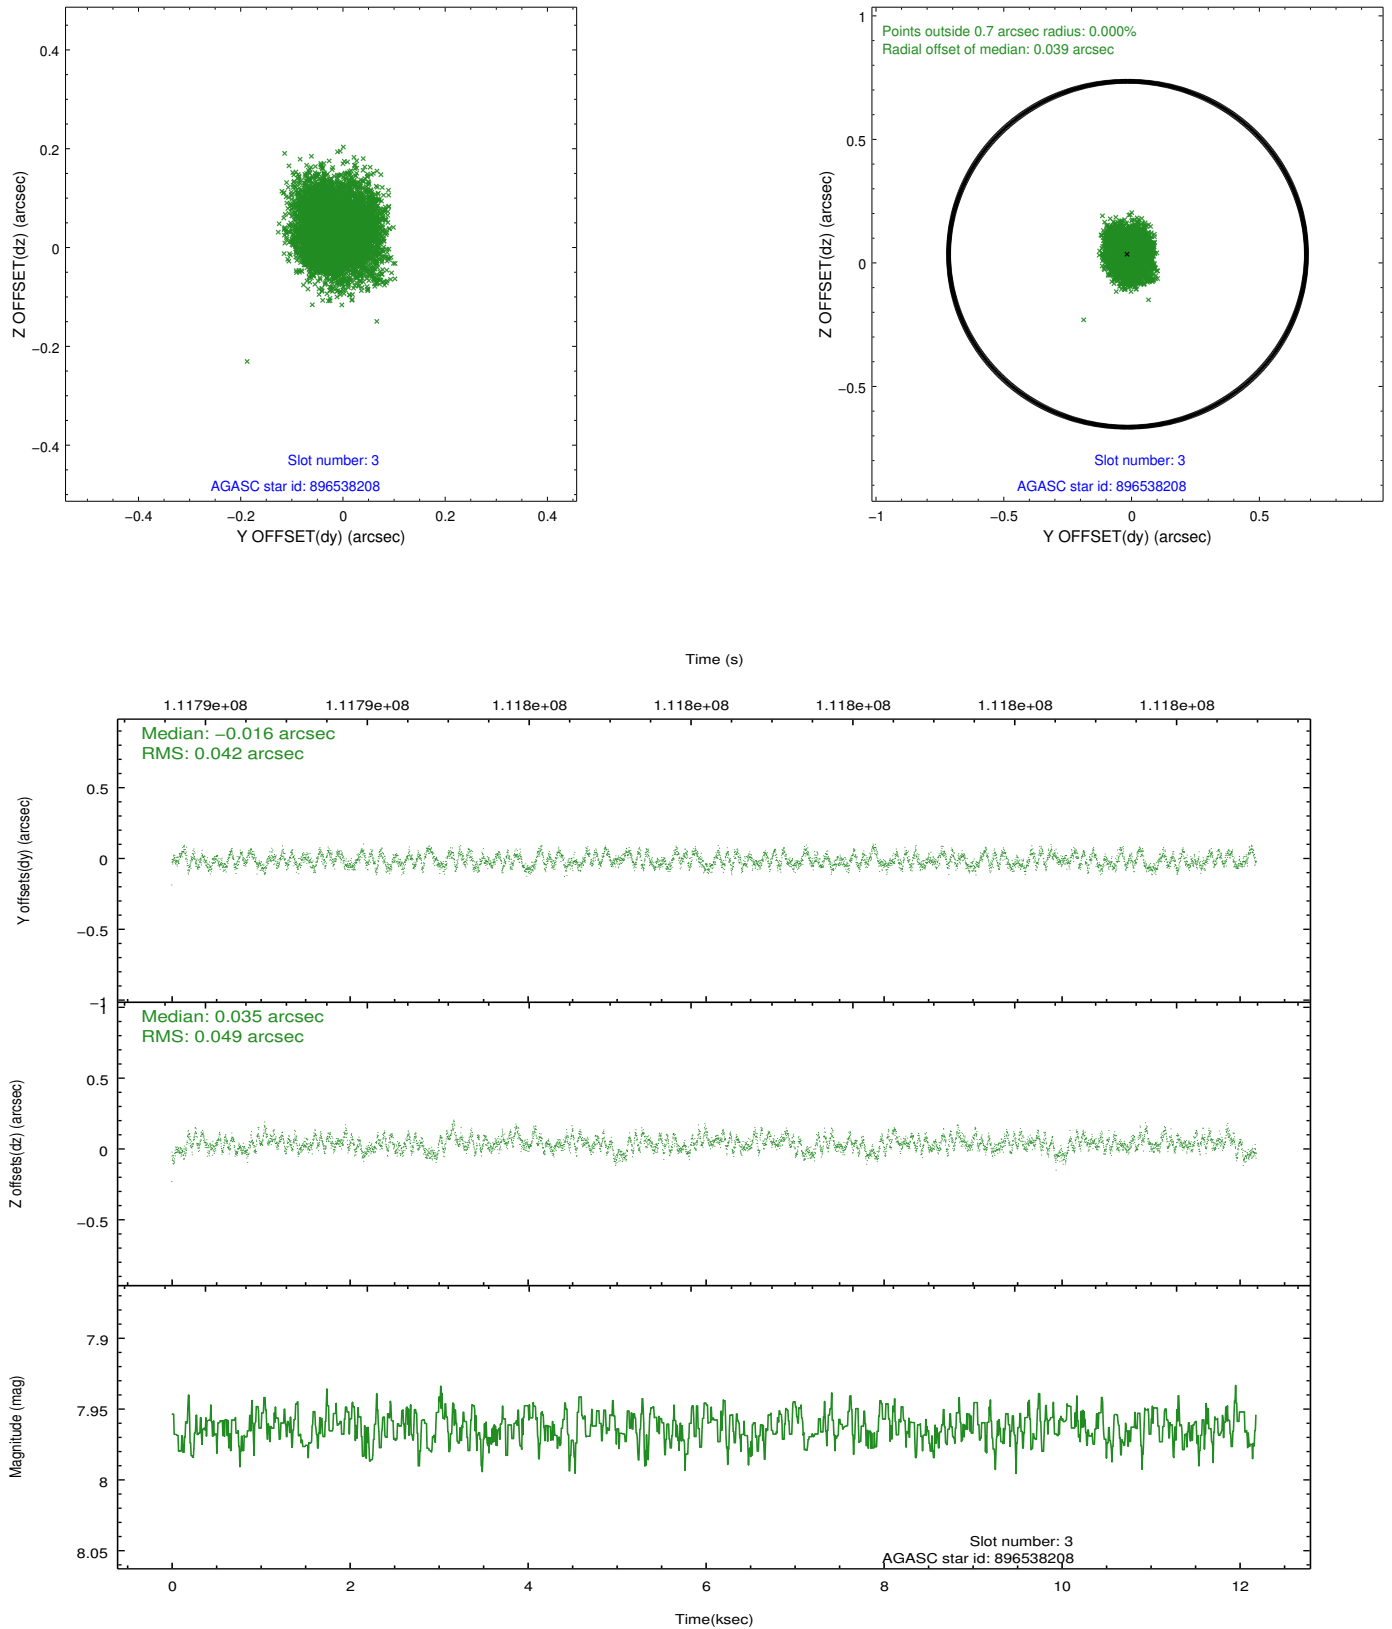 0.4
0.2
0
−0.2
−0.4
Z OFFSET(dz) (arcsec)
Slot number: 3
AGASC star id: 896538208
−0.4 −0.2 0 0.2 0.4
Y OFFSET(dy) (arcsec)
1
0.5
0
−0.5
Z OFFSET(dz) (arcsec)
Points outside 0.7 arcsec radius: 0.000%
Radial offset of median: 0.039 arcsec
Slot number: 3
AGASC star id: 896538208
−1 −0.5 0 0.5
Y OFFSET(dy) (arcsec)
Time (s)
1.1179e+08 1.1179e+08 1.118e+08 1.118e+08 1.118e+08 1.118e+08 1.118e+08
Median: −0.016 arcsec
RMS: 0.042 arcsec
0.5
0
−0.5
−1
Y offsets(dy) (arcsec)
Median: 0.035 arcsec
RMS: 0.049 arcsec
1
0.5
0
−0.5
Z offsets(dz) (arcsec)
7.9
7.95
8
8.05
Magnitude (mag)
Slot number: 3
AGASC star id: 896538208
0 2 4 6 8 10 12
Time(ksec)